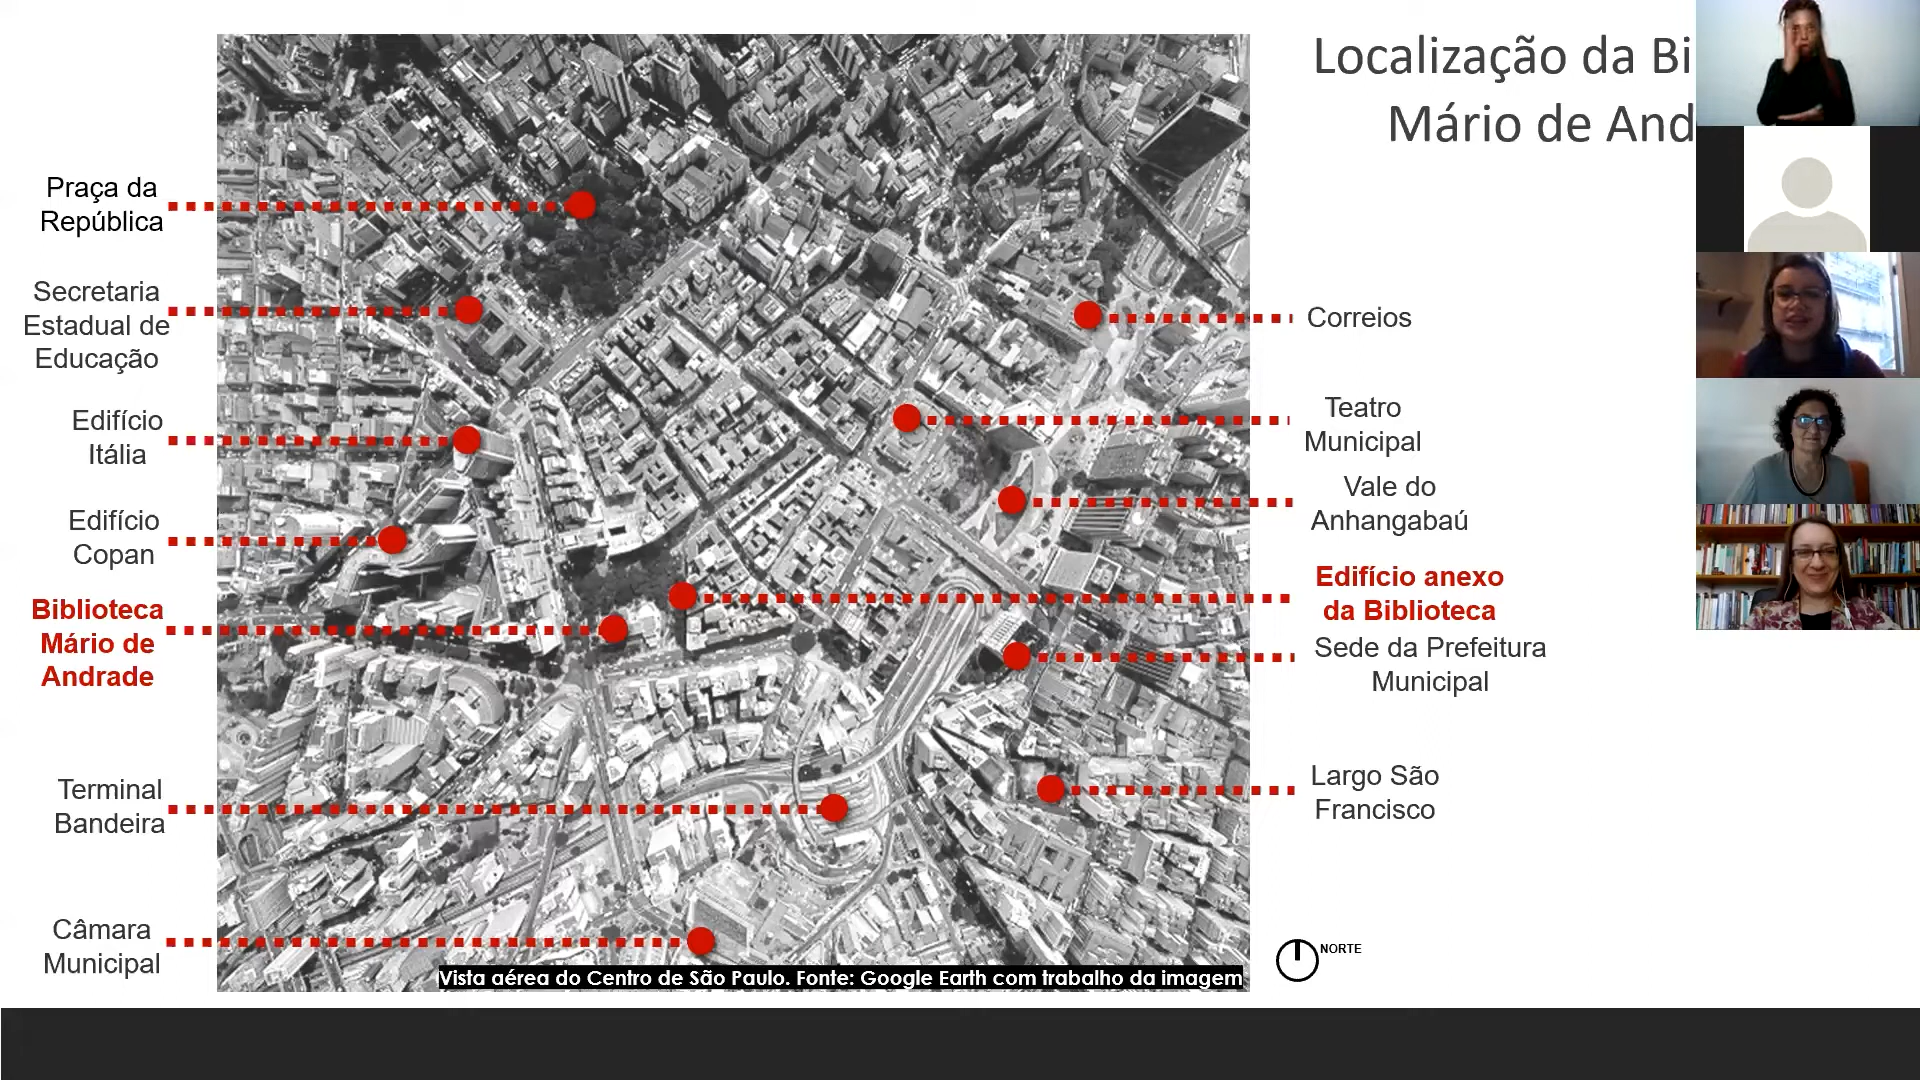 Localização da Bi
Mário de And
Praça da
República
Secretaria
Estadual de
Educação
Edifício
Itália
Edifício
Copan
Biblioteca
Mário de
Andrade
Terminal
Bandeira
Câmara
Municipal
Correios
Teatro
Municipal
Vale do
Anhangabaú
Edifício anexo
da Biblioteca
Sede da Prefeitura
Municipal
Largo São
Francisco
NORTE
Vista aérea do Centro de São Paulo. Fonte: Google Earth com trabalho da imagem